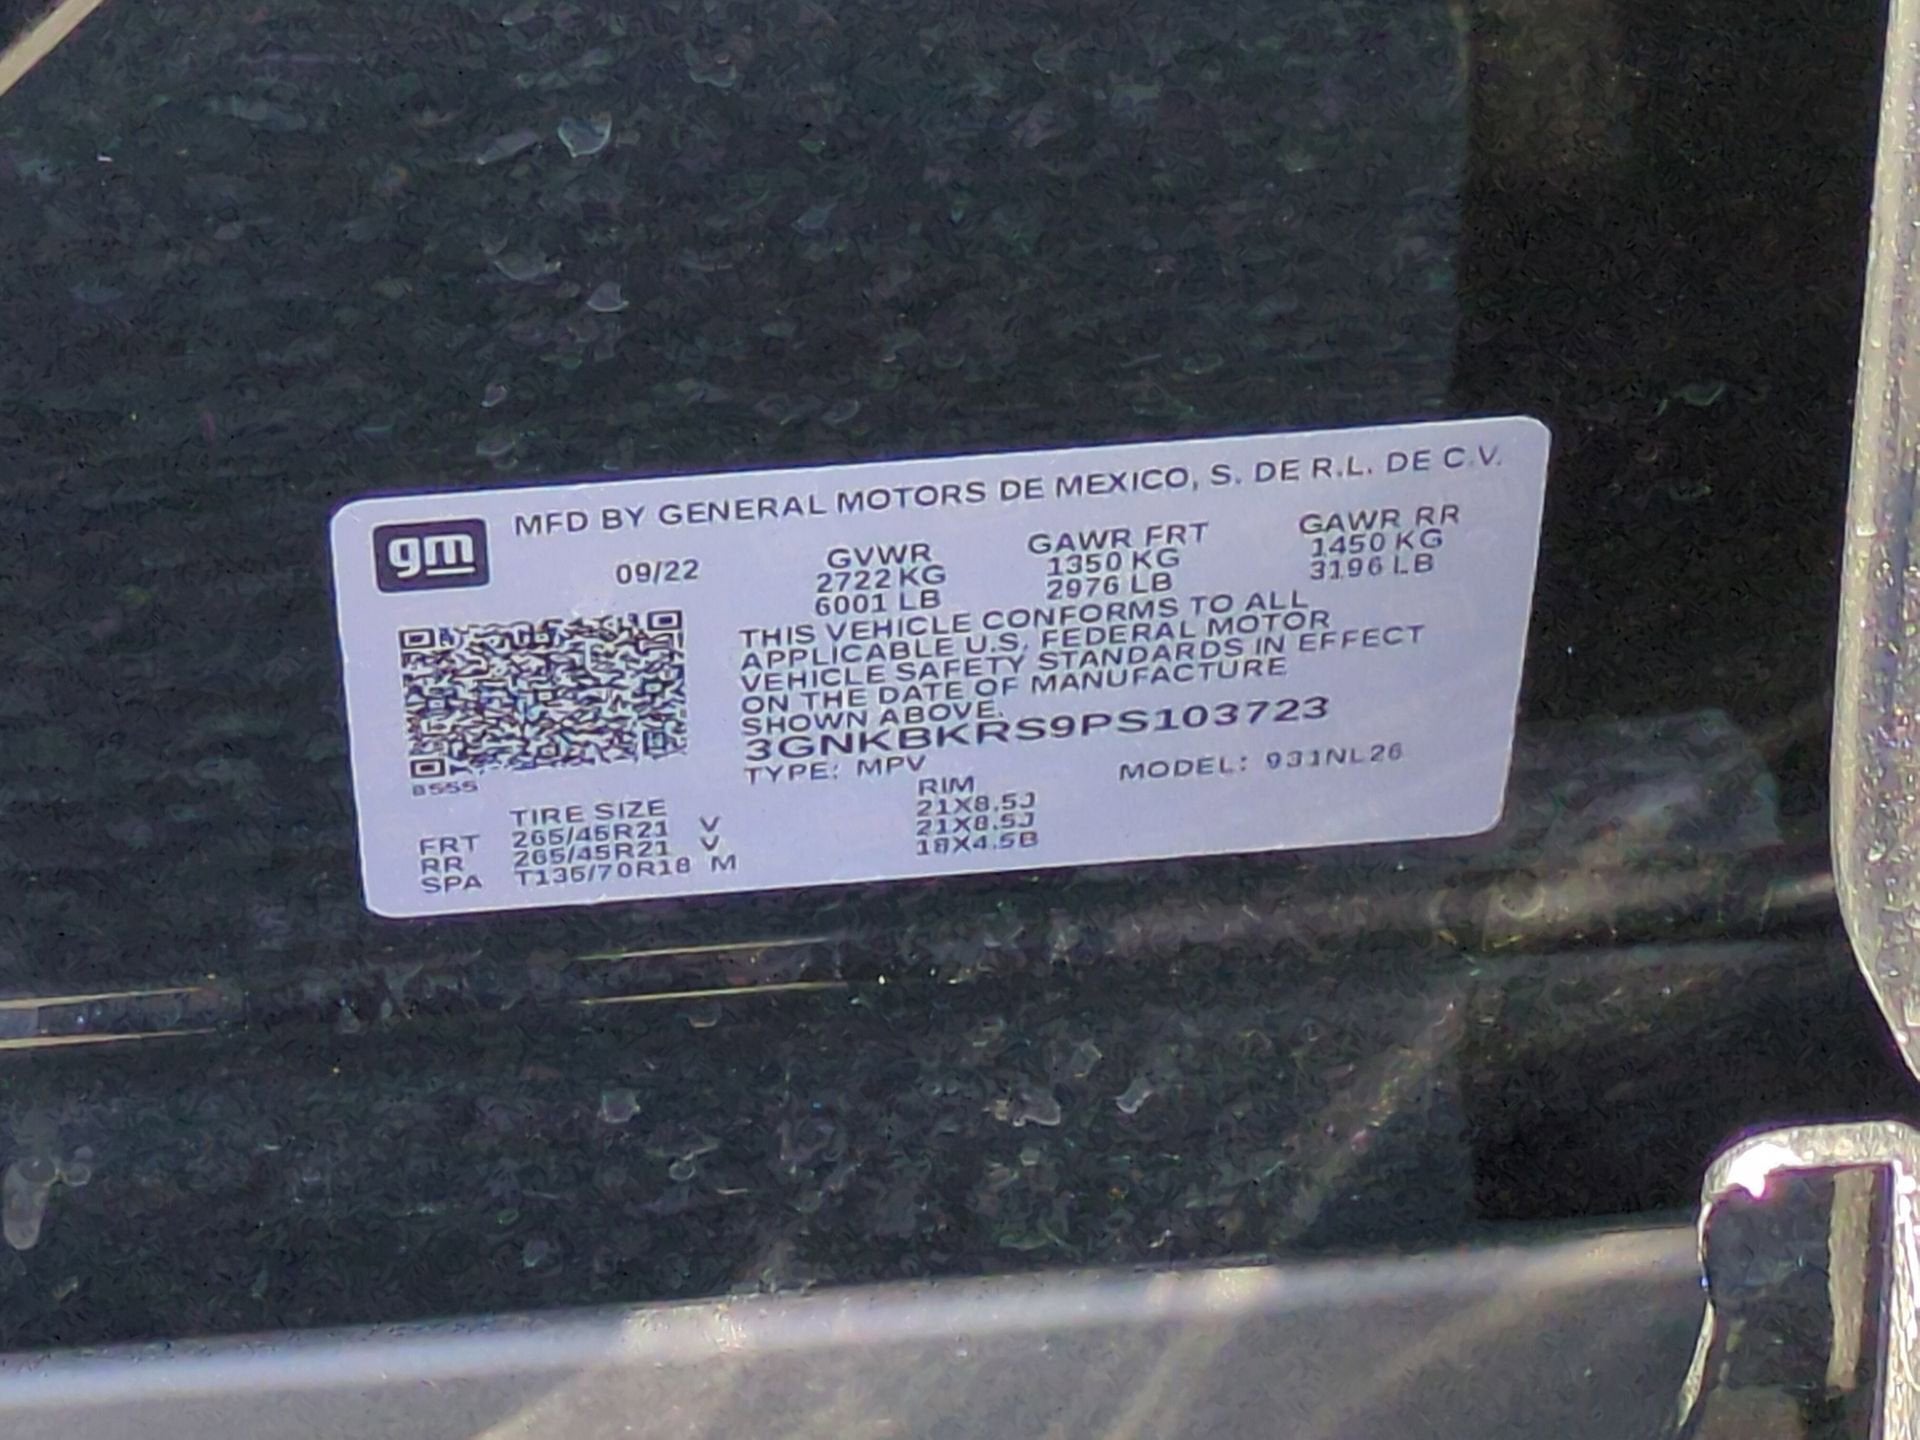 MFD BY GENERAL MOTORS DE MEXICO, S. DE R.L. DE C.V.
gm
09/22 GVWR GAWR FRT GAWR RR
2722 KG 1350 KG 1450 KG
6001 LB 2976 LB 3196 LB
THIS VEHICLE CONFORMS TO ALL
APPLICABLE U.S. FEDERAL MOTOR
VEHICLE SAFETY STANDARDS IN EFFECT
ON THE DATE OF MANUFACTURE
SHOWN ABOVE.
3GNKBKRS9PS103723
TYPE: MPV MODEL: 931NL26
8555
TIRE SIZE RIM
FRT 265/45R21 V 21X8.5J
RR 265/45R21 V 21X8.5J
SPA T135/70R18 M 18X4.5B